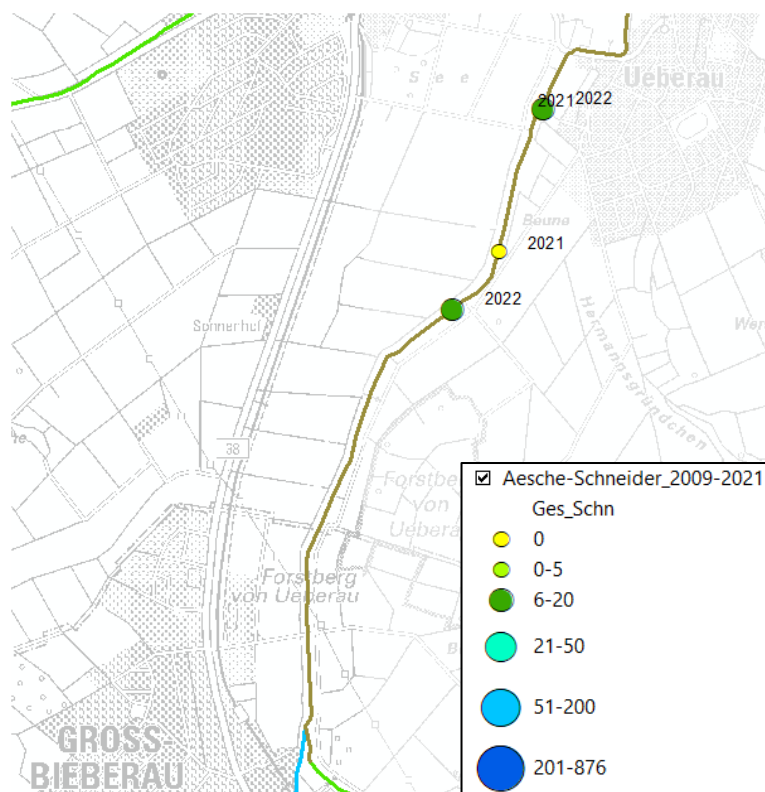 See
Ueberau
2021 2022
Beune
2021
2022
Sonnerhof
Hermannsgründchen
38
Forstberg
von Ueberau
Forstberg
von
Ueberau
GROSS-
BIEBERAU
Aesche-Schneider_2009-2021
Ges_Schn
0
0-5
6-20
21-50
51-200
201-876